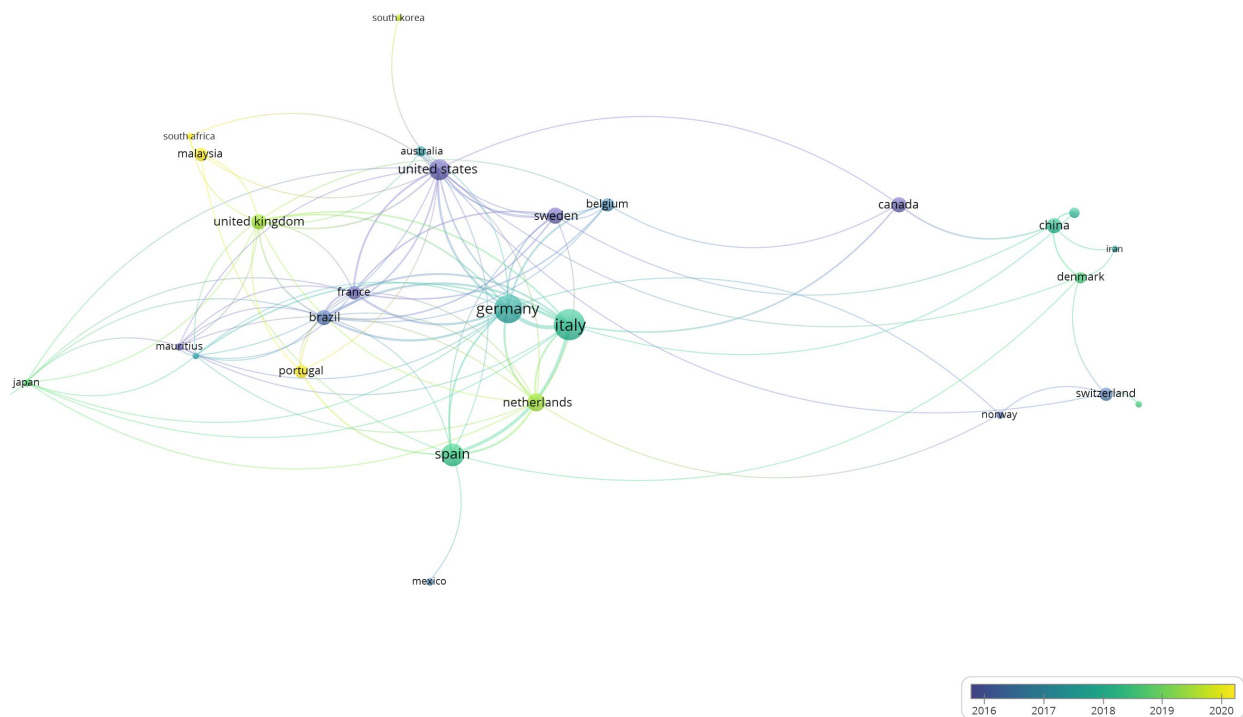 south korea
south africa
malaysia
australia
united states
belgium
canada
sweden
united kingdom
china
iran
denmark
france
germany
brazil
italy
mauritius
portugal
japan
switzerland
netherlands
norway
spain
mexico
2016 2017 2018 2019 2020